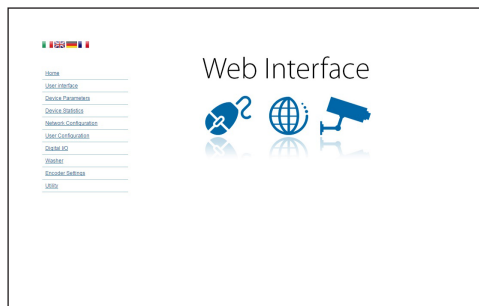 Web Interface
Home
User Interface
Device Parameters
Device Statistics
Network Configuration
User Configuration
Digital I/O
Washer
Encoder Settings
Utility